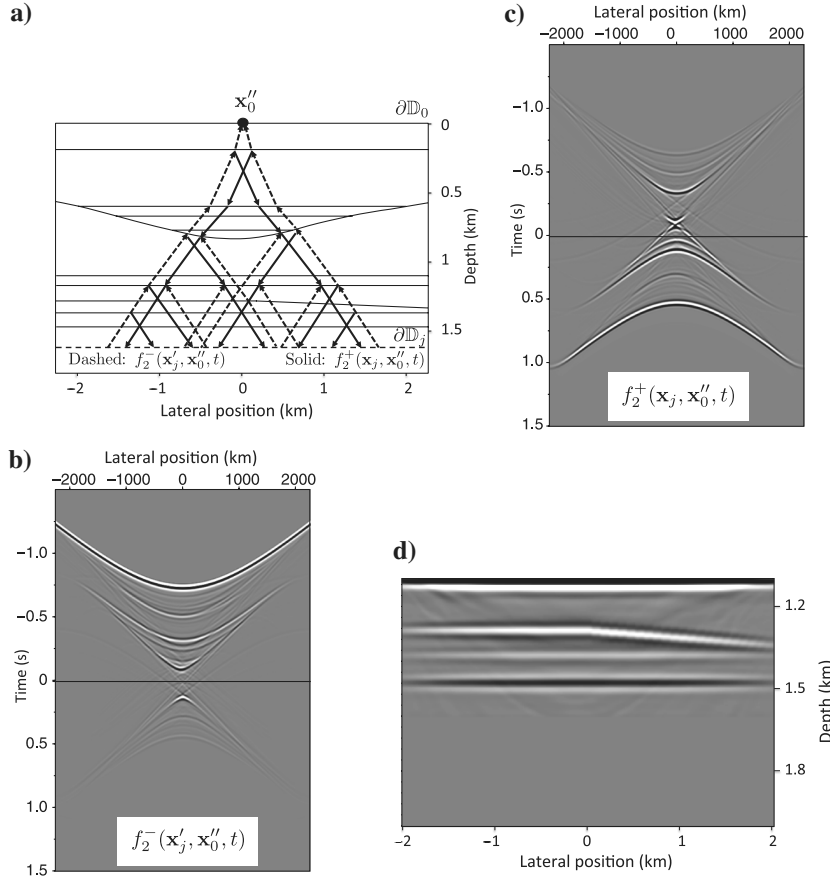 a)
x''_0
∂𝔻_0
0
0.5
1
1.5
Depth (km)
∂𝔻_j
Dashed: f_2^-(x'_j, x''_0, t)
Solid: f_2^+(x_j, x''_0, t)
−2 −1 0 1 2
Lateral position (km)
b)
Lateral position (km)
−2000 −1000 0 1000 2000
−1.0
−0.5
0
0.5
1.0
1.5
Time (s)
f_2^-(x'_j, x''_0, t)
c)
Lateral position (km)
−2000 −1000 0 1000 2000
−1.0
−0.5
0
0.5
1.0
1.5
Time (s)
f_2^+(x_j, x''_0, t)
d)
1.2
1.5
1.8
Depth (km)
−2 −1 0 1 2
Lateral position (km)